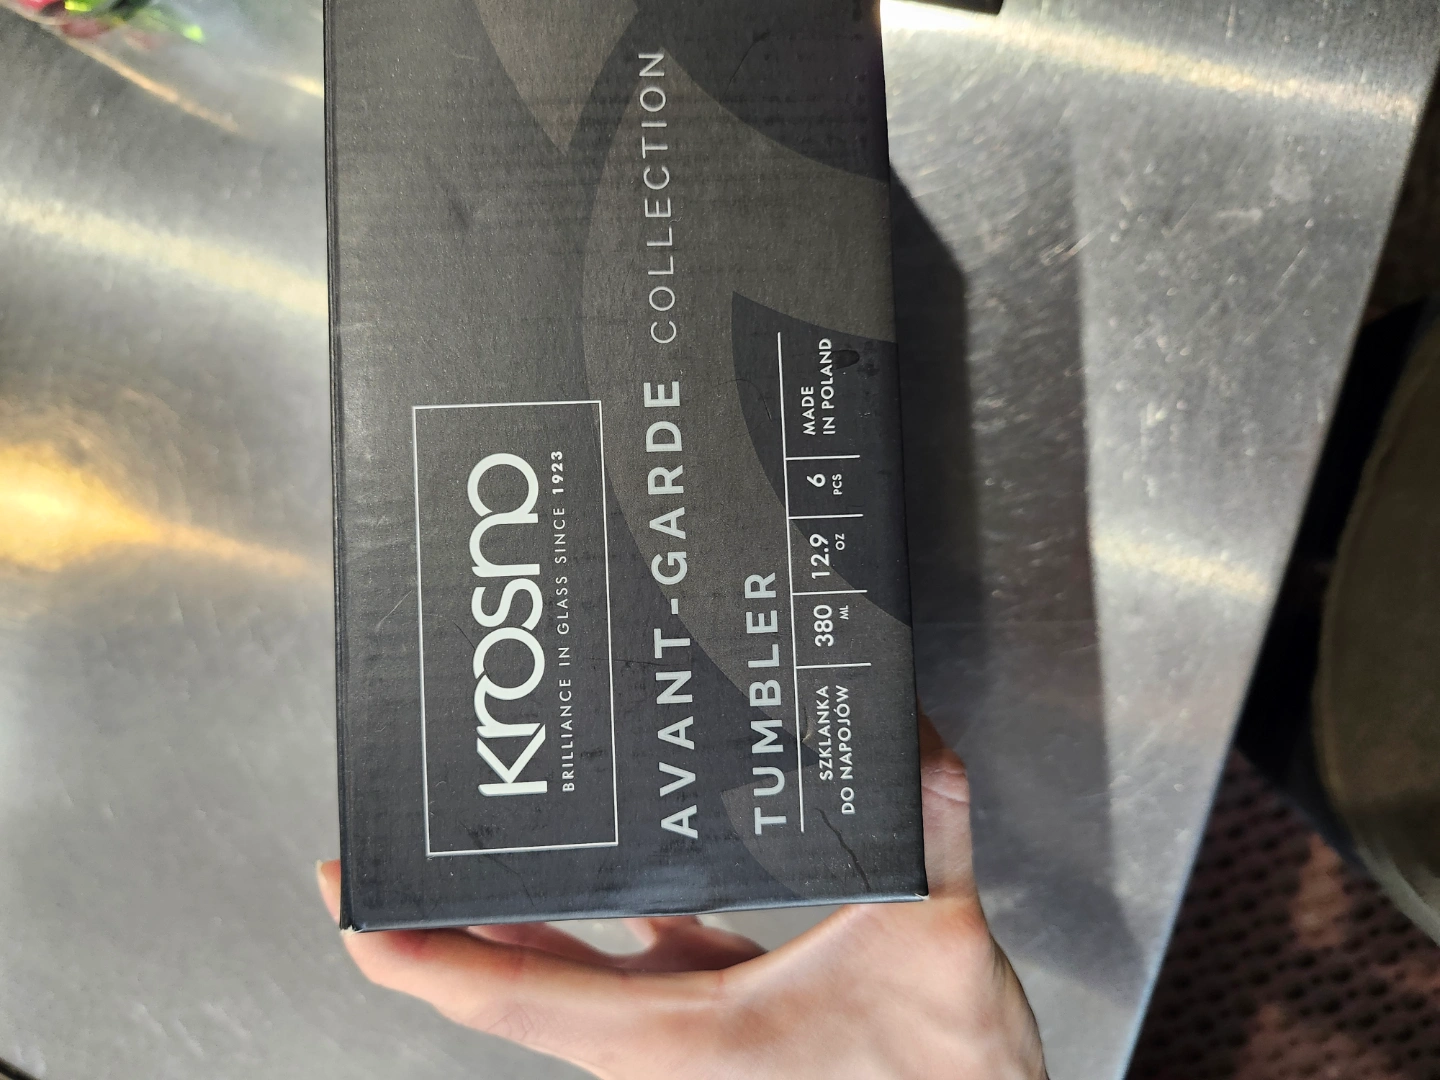 krosno
BRILLIANCE IN GLASS SINCE 1923
AVANT-GARDE COLLECTION
TUMBLER
SZKLANKA
DO NAPOJÓW
380
ML
12.9
OZ
6
PCS
MADE
IN POLAND